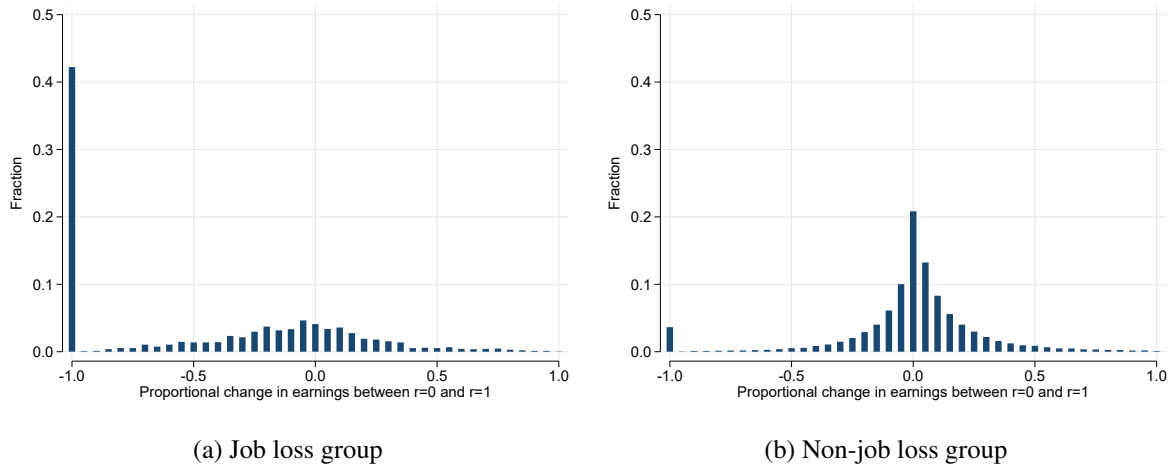 0.5
0.4
0.3
0.2
0.1
0.0
Fraction
-1.0 -0.5 0.0 0.5 1.0
Proportional change in earnings between r=0 and r=1
(a) Job loss group
0.5
0.4
0.3
0.2
0.1
0.0
Fraction
-1.0 -0.5 0.0 0.5 1.0
Proportional change in earnings between r=0 and r=1
(b) Non-job loss group